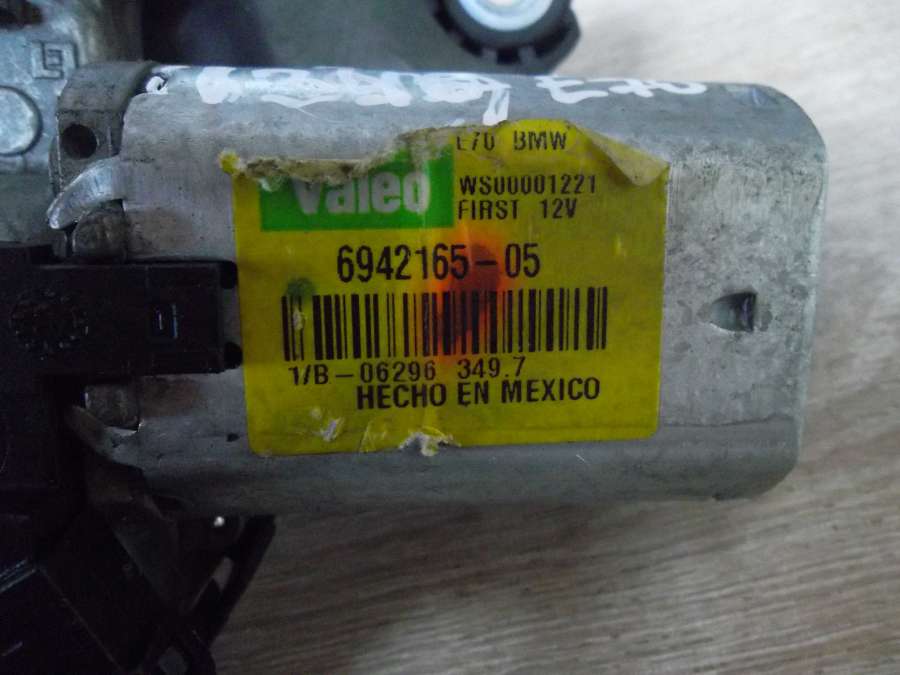 E70 BMW
Valeo
WS00001221
FIRST 12V
6942165-05
1/B-06296 349.7
HECHO EN MEXICO